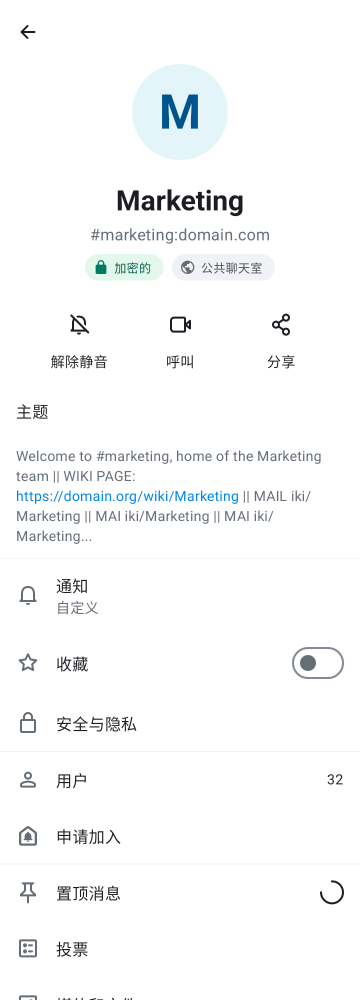 M
Marketing
#marketing:domain.com
加密的 公共聊天室
解除静音 呼叫 分享
主题
Welcome to #marketing, home of the Marketing
team || WIKI PAGE:
https://domain.org/wiki/Marketing || MAIL iki/
Marketing || MAI iki/Marketing || MAI iki/
Marketing...
通知
自定义
收藏
安全与隐私
用户 32
申请加入
置顶消息
投票